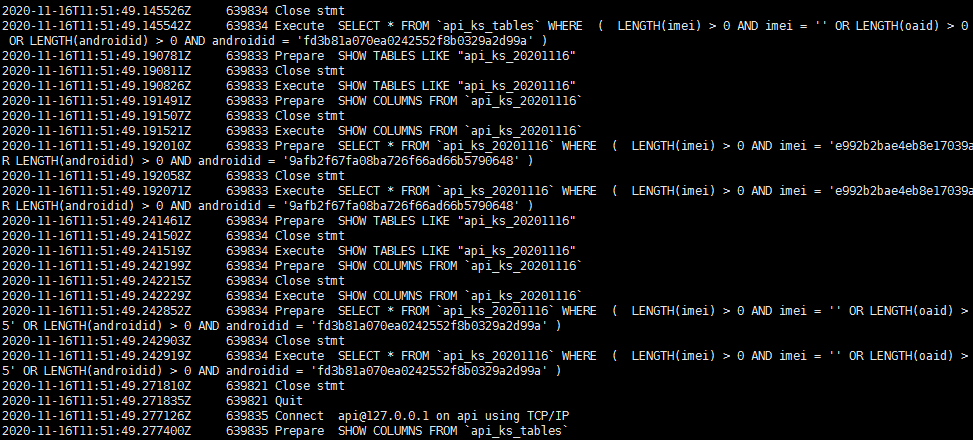 2020-11-16T11:51:49.145526Z 639834 Close stmt
2020-11-16T11:51:49.145542Z 639834 Execute SELECT * FROM `api_ks_tables` WHERE ( LENGTH(imei) > 0 AND imei = '' OR LENGTH(oaid) > 0
OR LENGTH(androidid) > 0 AND androidid = 'fd3b81a070ea0242552f8b0329a2d99a' )
2020-11-16T11:51:49.190781Z 639833 Prepare SHOW TABLES LIKE "api_ks_20201116"
2020-11-16T11:51:49.190811Z 639833 Close stmt
2020-11-16T11:51:49.190826Z 639833 Execute SHOW TABLES LIKE "api_ks_20201116"
2020-11-16T11:51:49.191491Z 639833 Prepare SHOW COLUMNS FROM `api_ks_20201116`
2020-11-16T11:51:49.191507Z 639833 Close stmt
2020-11-16T11:51:49.191521Z 639833 Execute SHOW COLUMNS FROM `api_ks_20201116`
2020-11-16T11:51:49.192010Z 639833 Prepare SELECT * FROM `api_ks_20201116` WHERE ( LENGTH(imei) > 0 AND imei = 'e992b2bae4eb8e17039a
R LENGTH(androidid) > 0 AND androidid = '9afb2f67fa08ba726f66ad66b5790648' )
2020-11-16T11:51:49.192058Z 639833 Close stmt
2020-11-16T11:51:49.192071Z 639833 Execute SELECT * FROM `api_ks_20201116` WHERE ( LENGTH(imei) > 0 AND imei = 'e992b2bae4eb8e17039a
R LENGTH(androidid) > 0 AND androidid = '9afb2f67fa08ba726f66ad66b5790648' )
2020-11-16T11:51:49.241461Z 639834 Prepare SHOW TABLES LIKE "api_ks_20201116"
2020-11-16T11:51:49.241502Z 639834 Close stmt
2020-11-16T11:51:49.241519Z 639834 Execute SHOW TABLES LIKE "api_ks_20201116"
2020-11-16T11:51:49.242199Z 639834 Prepare SHOW COLUMNS FROM `api_ks_20201116`
2020-11-16T11:51:49.242215Z 639834 Close stmt
2020-11-16T11:51:49.242229Z 639834 Execute SHOW COLUMNS FROM `api_ks_20201116`
2020-11-16T11:51:49.242852Z 639834 Prepare SELECT * FROM `api_ks_20201116` WHERE ( LENGTH(imei) > 0 AND imei = '' OR LENGTH(oaid) >
5' OR LENGTH(androidid) > 0 AND androidid = 'fd3b81a070ea0242552f8b0329a2d99a' )
2020-11-16T11:51:49.242903Z 639834 Close stmt
2020-11-16T11:51:49.242919Z 639834 Execute SELECT * FROM `api_ks_20201116` WHERE ( LENGTH(imei) > 0 AND imei = '' OR LENGTH(oaid) >
5' OR LENGTH(androidid) > 0 AND androidid = 'fd3b81a070ea0242552f8b0329a2d99a' )
2020-11-16T11:51:49.271810Z 639821 Close stmt
2020-11-16T11:51:49.271835Z 639821 Quit
2020-11-16T11:51:49.277126Z 639835 Connect api@127.0.0.1 on api using TCP/IP
2020-11-16T11:51:49.277400Z 639835 Prepare SHOW COLUMNS FROM `api_ks_tables`